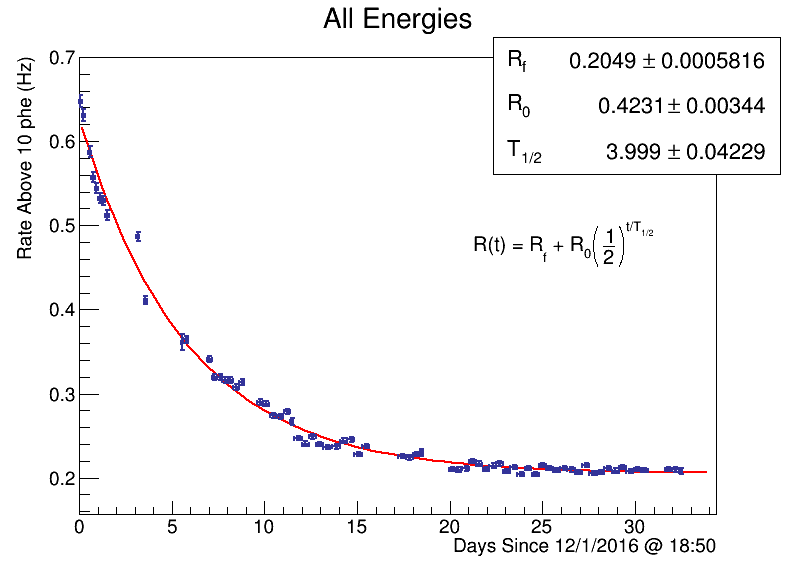 All Energies
R_f 0.2049 ± 0.0005816
R_0 0.4231 ± 0.00344
T_1/2 3.999 ± 0.04229
R(t) = R_f + R_0(1/2)^t/T_1/2
Rate Above 10 phe (Hz)
0.7
0.6
0.5
0.4
0.3
0.2
0 5 10 15 20 25 30
Days Since 12/1/2016 @ 18:50